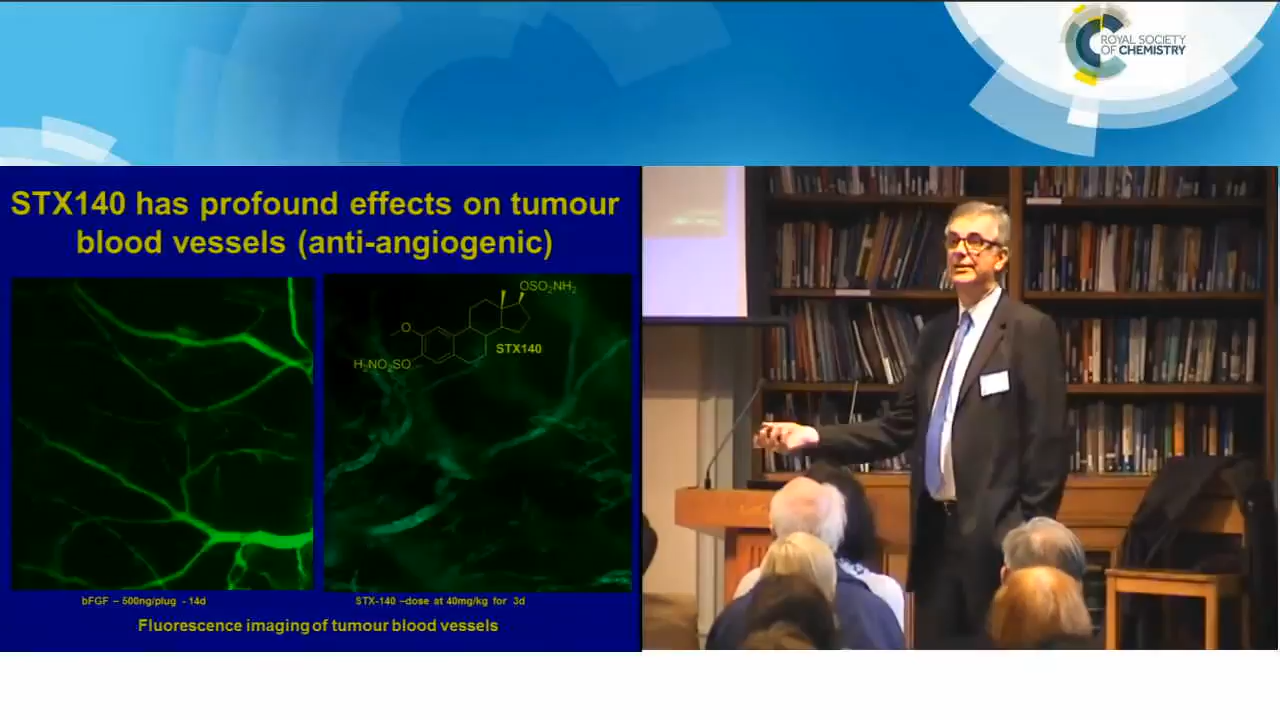 ROYAL SOCIETY
OF CHEMISTRY
STX140 has profound effects on tumour
blood vessels (anti-angiogenic)
OSO2NH2
O
H2NO2SO
STX140
bFGF – 500ng/plug - 14d
STX-140 –dose at 40mg/kg for 3d
Fluorescence imaging of tumour blood vessels